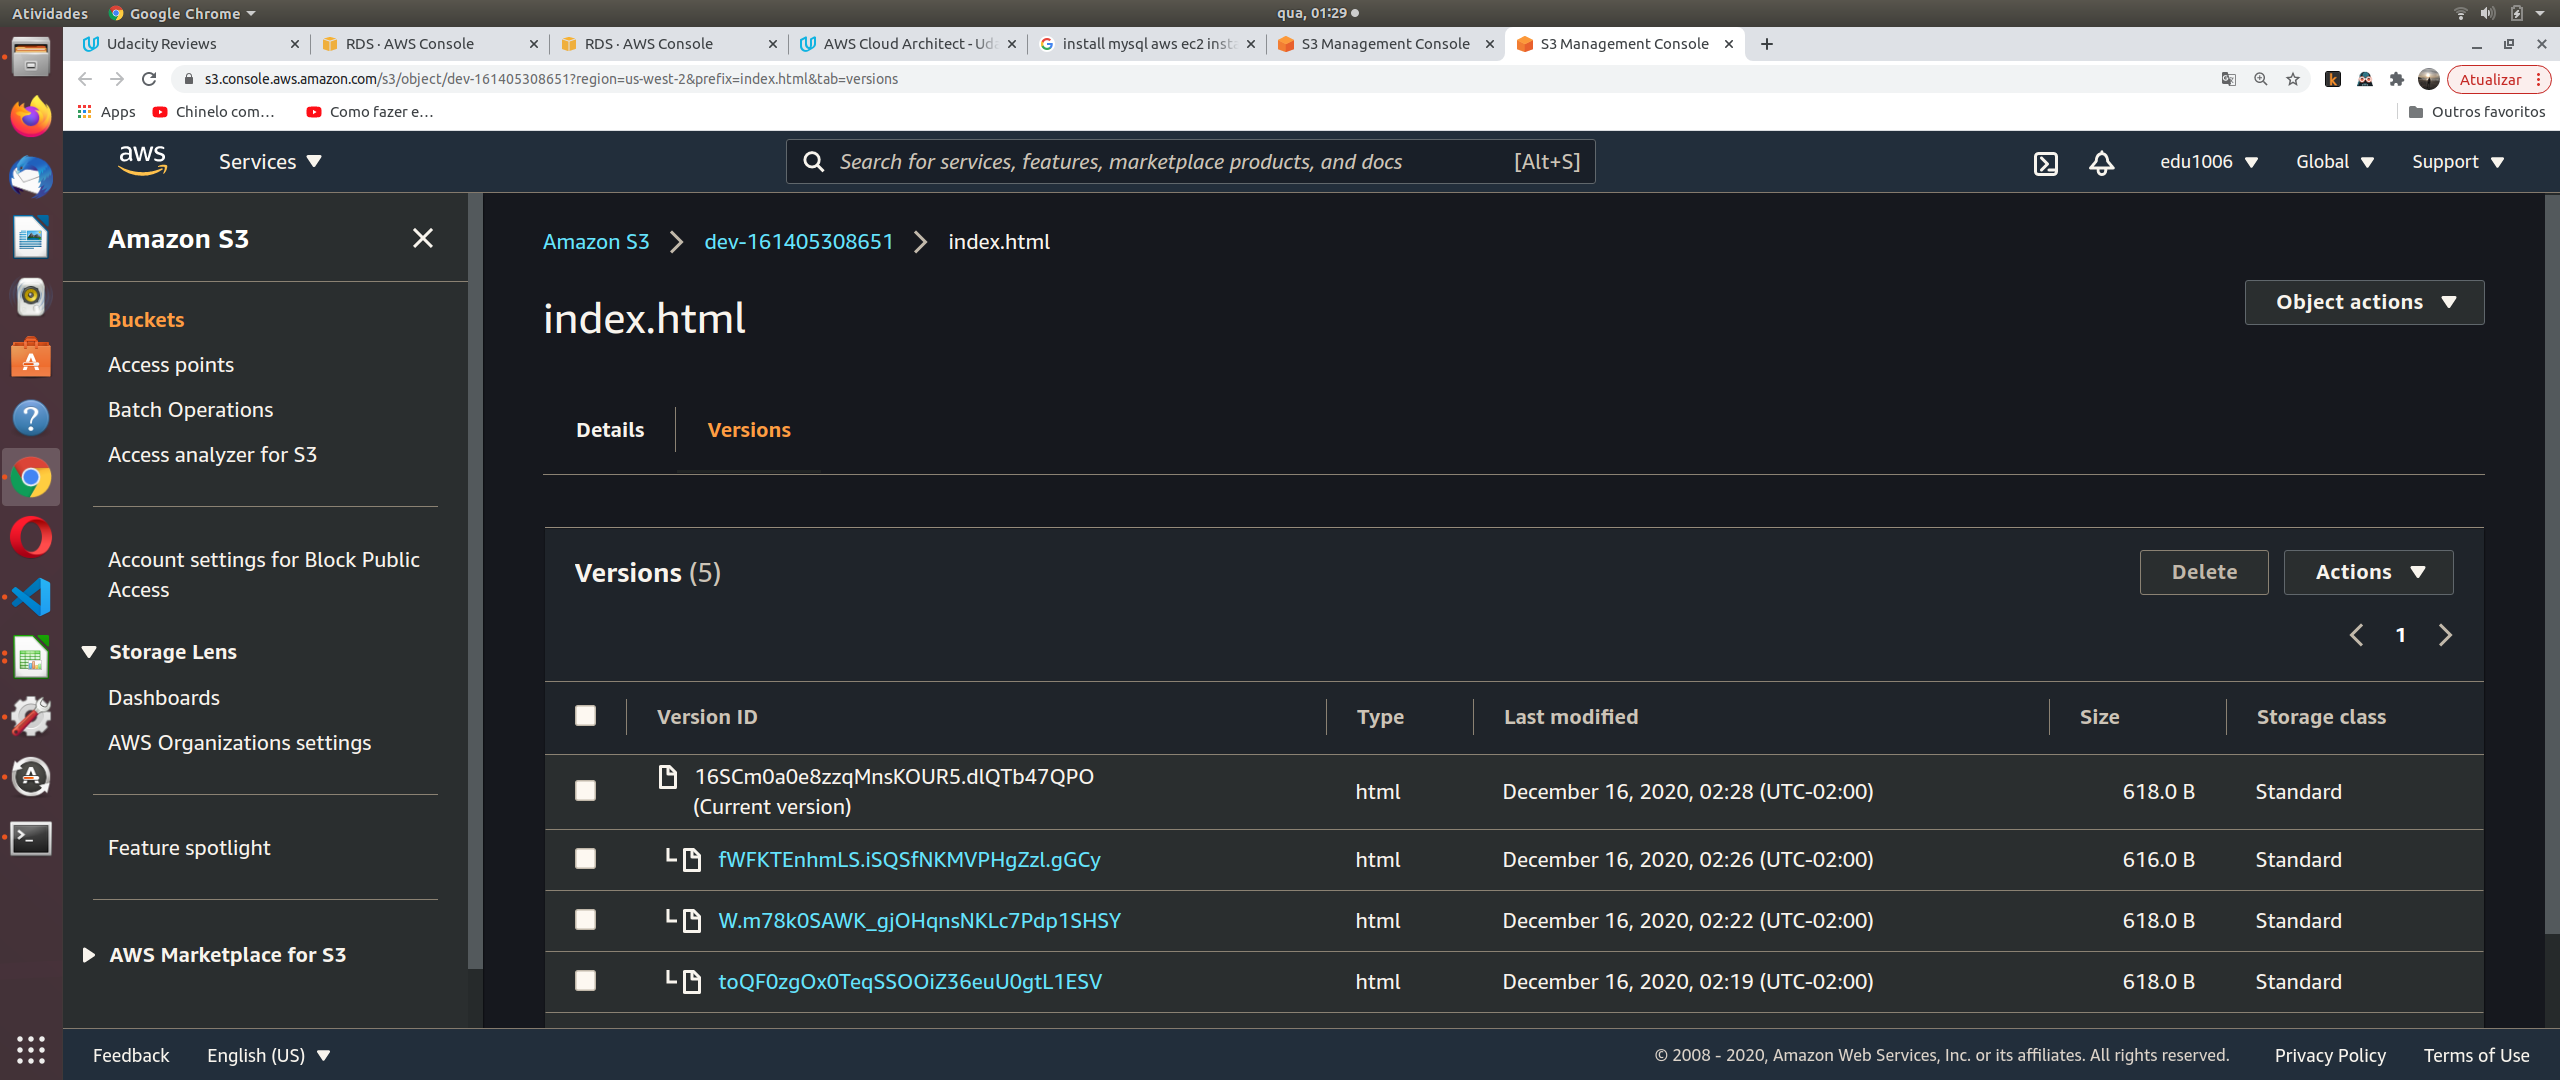 Atividades
Google Chrome
qua, 01:29
Udacity Reviews
RDS · AWS Console
RDS · AWS Console
AWS Cloud Architect - Uda
install mysql aws ec2 insta
S3 Management Console
S3 Management Console
s3.console.aws.amazon.com/s3/object/dev-161405308651?region=us-west-2&prefix=index.html&tab=versions
Atualizar
Apps
Chinelo com...
Como fazer e...
Outros favoritos
aws
Services
Search for services, features, marketplace products, and docs
[Alt+S]
edu1006
Global
Support
Amazon S3
Buckets
Access points
Batch Operations
Access analyzer for S3
Account settings for Block Public
Access
Storage Lens
Dashboards
AWS Organizations settings
Feature spotlight
AWS Marketplace for S3
Amazon S3
dev-161405308651
index.html
index.html
Object actions
Details
Versions
Versions (5)
Delete
Actions
1
Version ID
Type
Last modified
Size
Storage class
16SCm0a0e8zzqMnsKOUR5.dlQTb47QPO
(Current version)
html
December 16, 2020, 02:28 (UTC-02:00)
618.0 B
Standard
fWFKTEnhmLS.iSQSfNKMVPHgZzl.gGCy
html
December 16, 2020, 02:26 (UTC-02:00)
616.0 B
Standard
W.m78k0SAWK_gjOHqnsNKLc7Pdp1SHSY
html
December 16, 2020, 02:22 (UTC-02:00)
618.0 B
Standard
toQF0zgOx0TeqSSOOiZ36euU0gtL1ESV
html
December 16, 2020, 02:19 (UTC-02:00)
618.0 B
Standard
Feedback
English (US)
© 2008 - 2020, Amazon Web Services, Inc. or its affiliates. All rights reserved.
Privacy Policy
Terms of Use